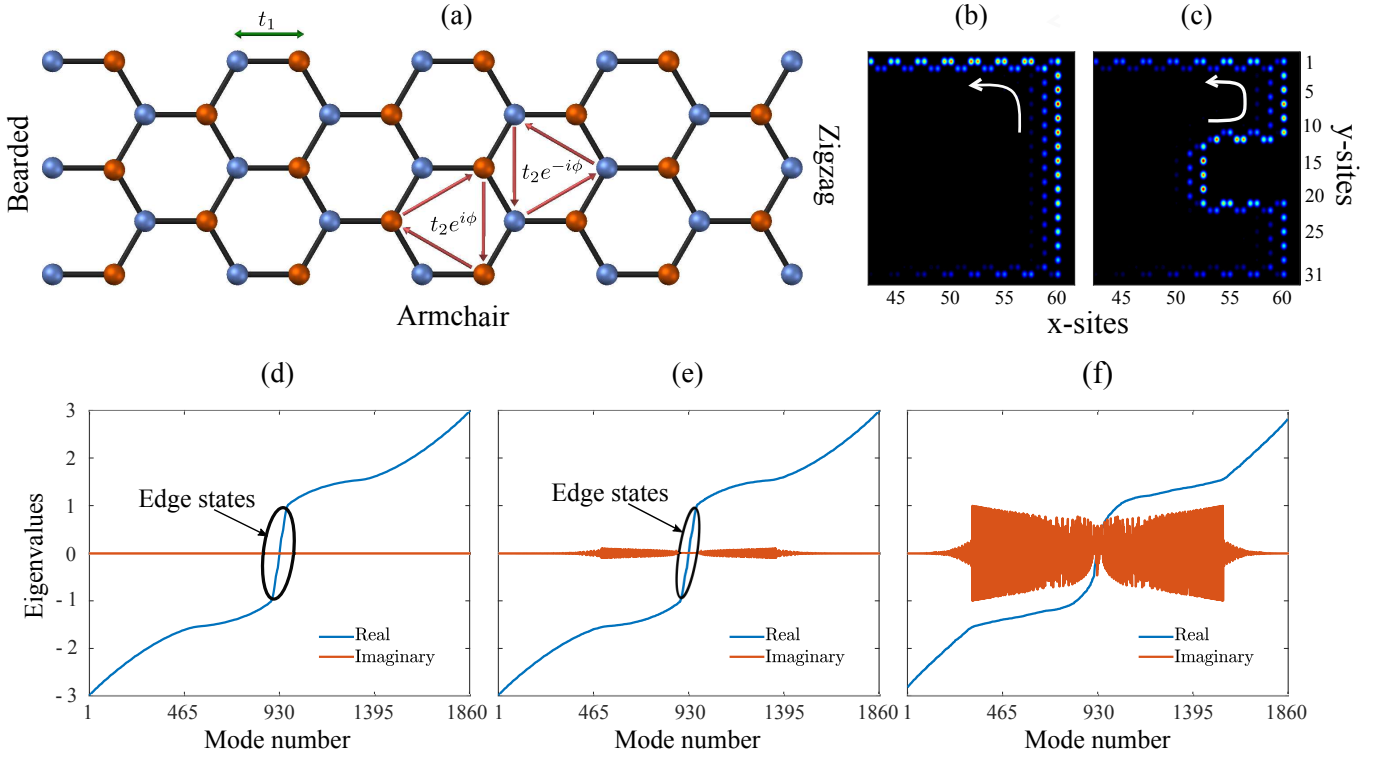 (a)
(b)
(c)
t₁
Bearded
Zigzag
Armchair
t₂e^{-iϕ}
t₂e^{iϕ}
1
5
10
15
20
25
31
y-sites
45 50 55 60
45 50 55 60
x-sites
(d)
(e)
(f)
Eigenvalues
3
2
1
0
- 1
- 2
- 3
Edge states
Real
Imaginary
1 465 930 1395 1860
Mode number
Edge states
Real
Imaginary
1 465 930 1395 1860
Mode number
Real
Imaginary
1 465 930 1395 1860
Mode number